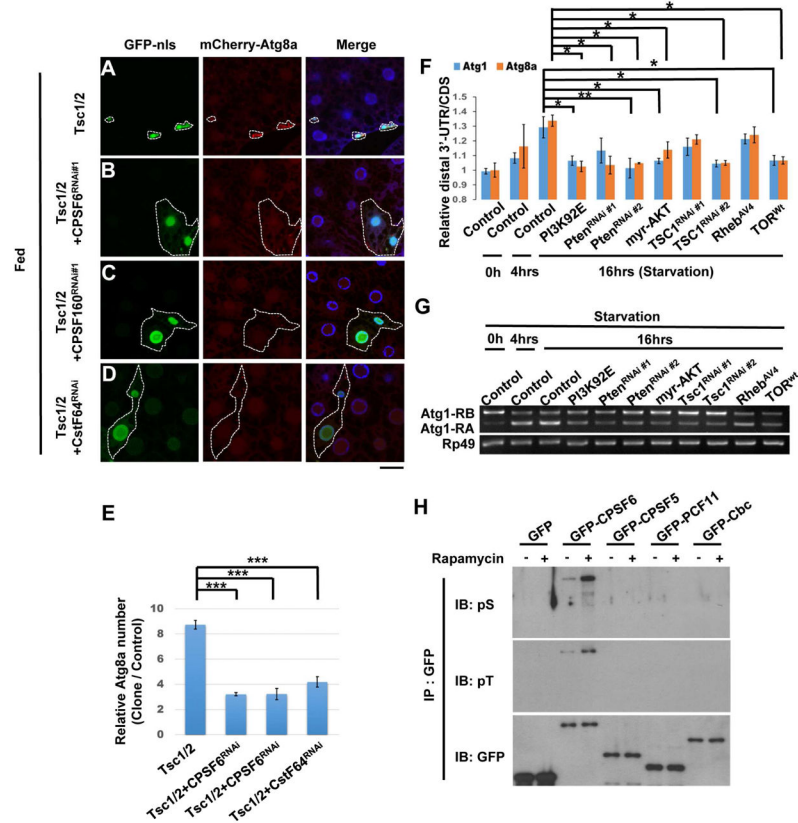 GFP-nls mCherry-Atg8a Merge
Fed
A
Tsc1/2
B
Tsc1/2
+CPSF6RNAi#1
C
Tsc1/2
+CPSF160RNAi#1
D
Tsc1/2
+CstF64RNAi
E
Relative Atg8a number
(Clone / Control)
10
8
6
4
2
0
*** 
***
***
Tsc1/2
Tsc1/2+CPSF6RNAi
Tsc1/2+CPSF6RNAi
Tsc1/2+CstF64RNAi
F
Atg1 Atg8a
Relative distal 3'-UTR/CDS
1.5
1.4
1.3
1.2
1.1
1
0.9
0.8
*
*
*
*
*
*
*
*
*
**
*
Control Control Control PI3K92E PtenRNAi #1 PtenRNAi #2 myr-AKT TSC1RNAi #1 TSC1RNAi #2 RhebAV4 TORWt
0h 4hrs 16hrs (Starvation)
G
Starvation
0h 4hrs 16hrs
Control Control Control PI3K92E PtenRNAi #1 PtenRNAi #2 myr-AKT Tsc1RNAi #1 Tsc1RNAi #2 RhebAV4 TORwt
Atg1-RB
Atg1-RA
Rp49
H
GFP GFP-CPSF6 GFP-CPSF5 GFP-PCF11 GFP-Cbc
Rapamycin - + - + - + - + - +
IP : GFP
IB: pS
IB: pT
IB: GFP